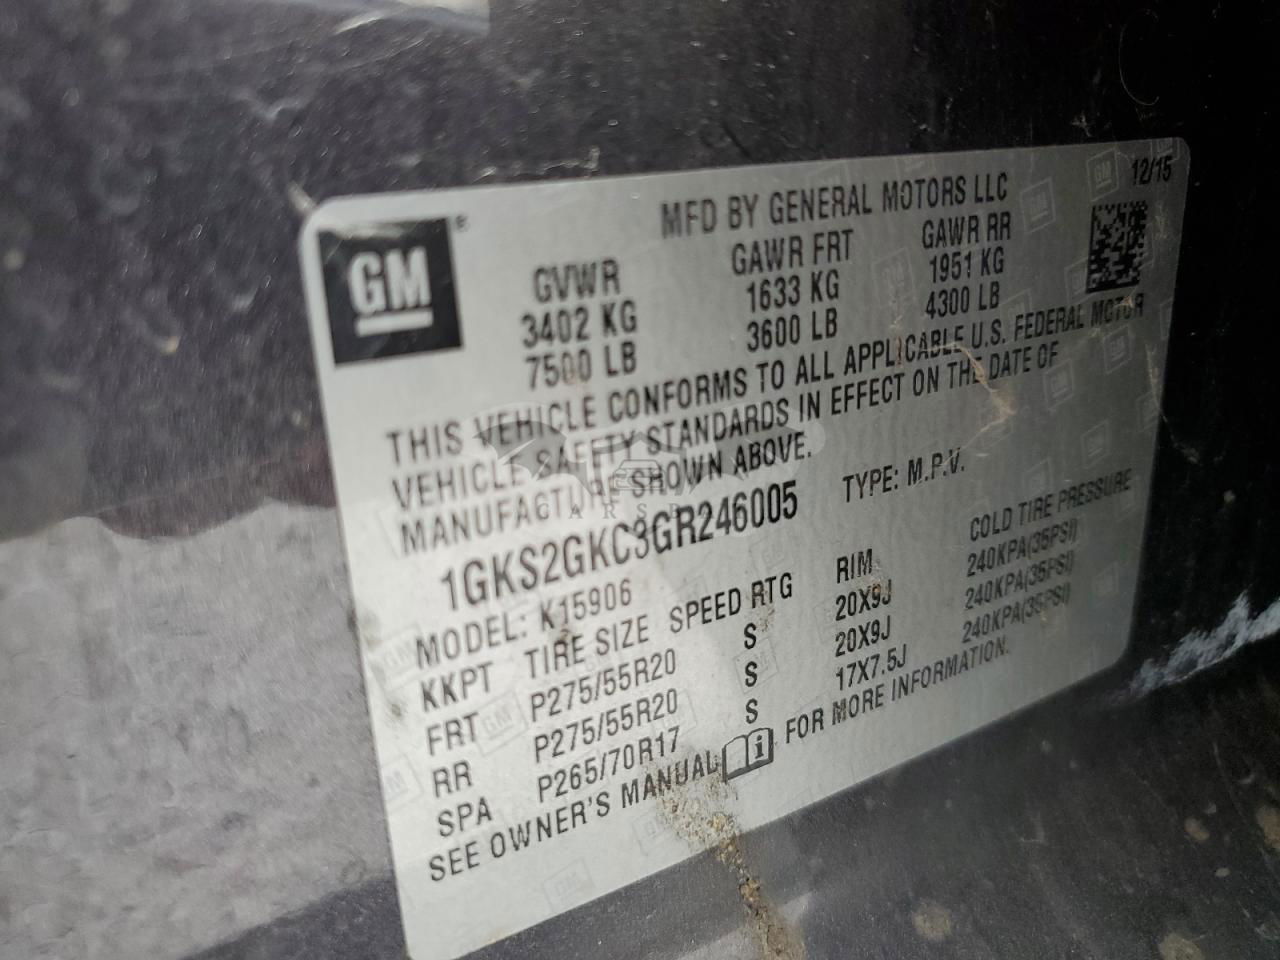 MFD BY GENERAL MOTORS LLC 12/15
GM®
GVWR GAWR FRT GAWR RR
3402 KG 1633 KG 1951 KG
7500 LB 3600 LB 4300 LB
THIS VEHICLE CONFORMS TO ALL APPLICABLE U.S. FEDERAL MOTOR
VEHICLE SAFETY STANDARDS IN EFFECT ON THE DATE OF
MANUFACTURE SHOWN ABOVE.
1GKS2GKC3GR246005 TYPE: M.P.V.
MODEL: K15906
KKPT TIRE SIZE SPEED RTG RIM COLD TIRE PRESSURE
FRT P275/55R20 S 20X9J 240KPA(35PSI)
RR P275/55R20 S 20X9J 240KPA(35PSI)
SPA P265/70R17 S 17X7.5J 240KPA(35PSI)
SEE OWNER'S MANUAL FOR MORE INFORMATION.